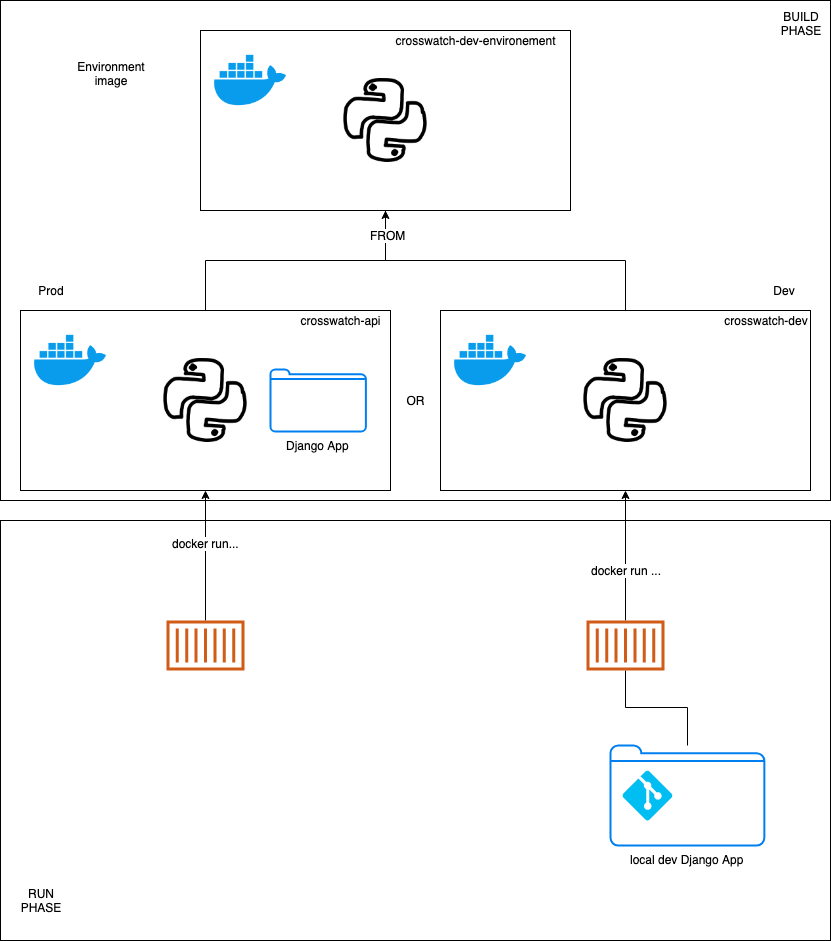 BUILD
PHASE
crosswatch-dev-environement
Environment
image
FROM
Prod
Dev
crosswatch-api
crosswatch-dev
OR
Django App
docker run...
docker run ...
local dev Django App
RUN
PHASE